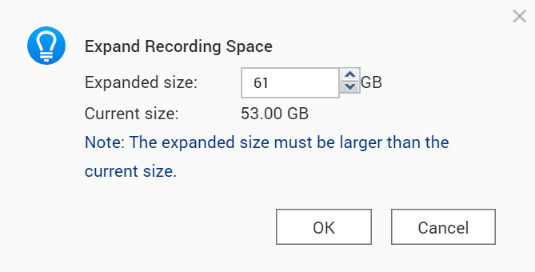 Expand Recording Space
Expanded size: 61 GB
Current size: 53.00 GB
Note: The expanded size must be larger than the
current size.
OK Cancel